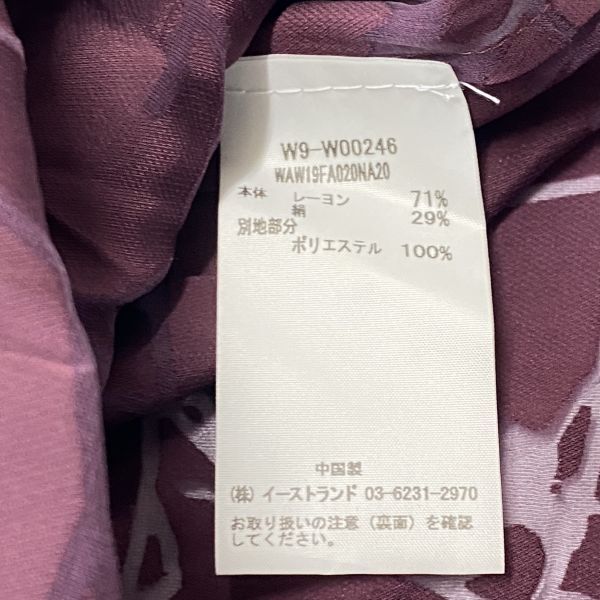 W9-W00246
WAW19FA020NA20
本体 レーヨン 71%
絹 29%
別地部分
ポリエステル 100%
中国製
(株) イーストランド 03-6231-2970
お取り扱いの注意 (裏面) を確認
してください。